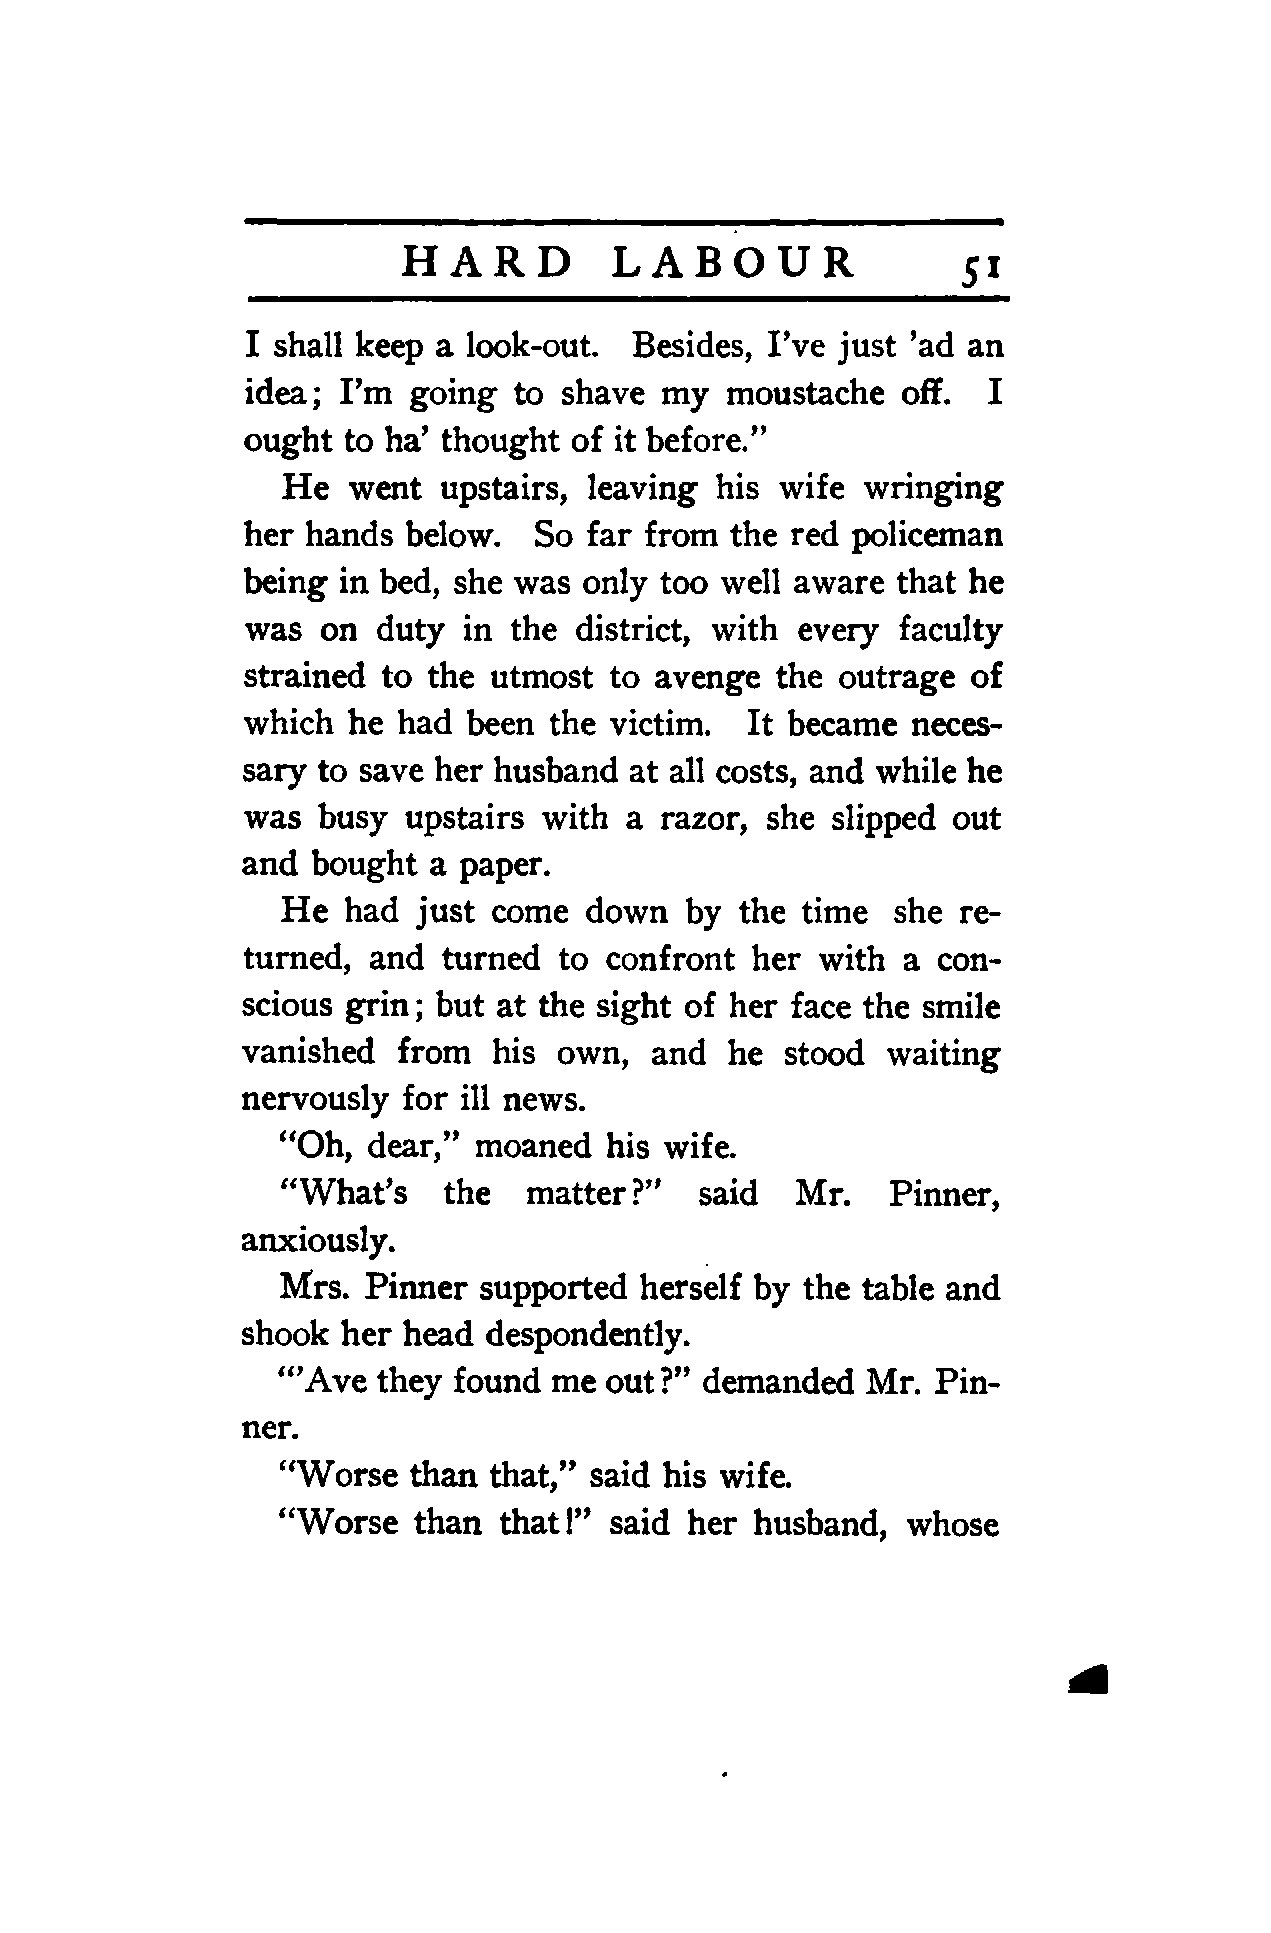 HARD LABOUR 51
I shall keep a look-out. Besides, I've just 'ad an
idea; I'm going to shave my moustache off. I
ought to ha' thought of it before."
He went upstairs, leaving his wife wringing
her hands below. So far from the red policeman
being in bed, she was only too well aware that he
was on duty in the district, with every faculty
strained to the utmost to avenge the outrage of
which he had been the victim. It became neces-
sary to save her husband at all costs, and while he
was busy upstairs with a razor, she slipped out
and bought a paper.
He had just come down by the time she re-
turned, and turned to confront her with a con-
scious grin; but at the sight of her face the smile
vanished from his own, and he stood waiting
nervously for ill news.
"Oh, dear," moaned his wife.
"What's the matter?" said Mr. Pinner,
anxiously.
Mrs. Pinner supported herself by the table and
shook her head despondently.
"'Ave they found me out?" demanded Mr. Pin-
ner.
"Worse than that," said his wife.
"Worse than that!" said her husband, whose